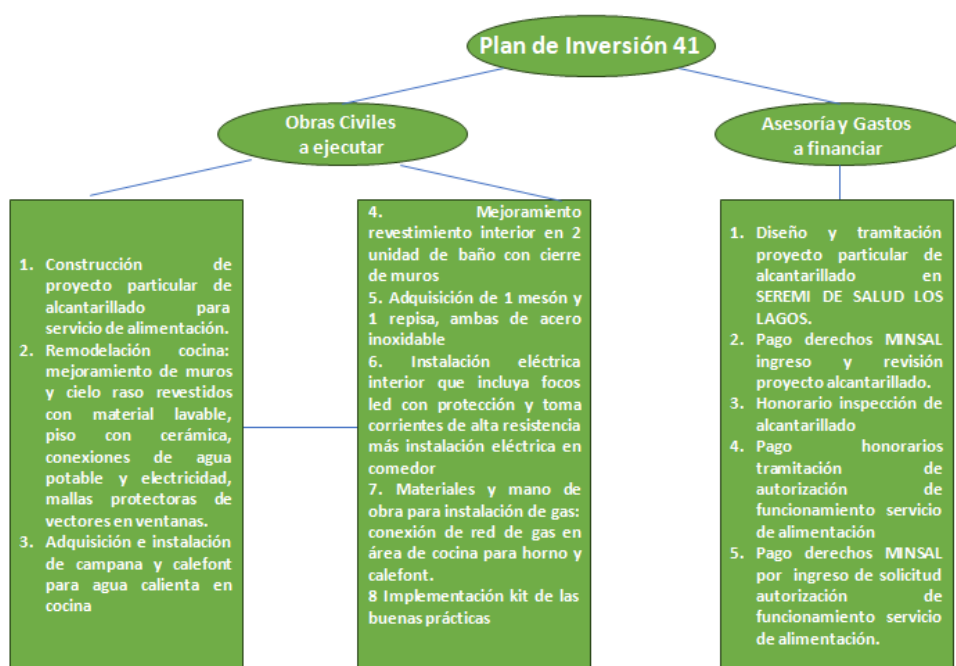 Plan de Inversión 41
Obras Civiles
a ejecutar
Asesoría y Gastos
a financiar
1. Construcción de
proyecto particular de
alcantarillado para
servicio de alimentación.
2. Remodelación cocina:
mejoramiento de muros
y cielo raso revestidos
con material lavable,
piso con cerámica,
conexiones de agua
potable y electricidad,
mallas protectoras de
vectores en ventanas.
3. Adquisición e instalación
de campana y calefont
para agua calienta en
cocina
4. Mejoramiento
revestimiento interior en 2
unidad de baño con cierre
de muros
5. Adquisición de 1 mesón y
1 repisa, ambas de acero
inoxidable
6. Instalación eléctrica
interior que incluya focos
led con protección y toma
corrientes de alta resistencia
más instalación eléctrica en
comedor
7. Materiales y mano de
obra para instalación de gas:
conexión de red de gas en
área de cocina para horno y
calefont.
8 Implementación kit de las
buenas prácticas
1. Diseño y tramitación
proyecto particular de
alcantarillado en
SEREMI DE SALUD LOS
LAGOS.
2. Pago derechos MINSAL
ingreso y revisión
proyecto alcantarillado.
3. Honorario inspección de
alcantarillado
4. Pago honorarios
tramitación de
autorización de
funcionamiento servicio
de alimentación
5. Pago derechos MINSAL
por ingreso de solicitud
autorización de
funcionamiento servicio
de alimentación.